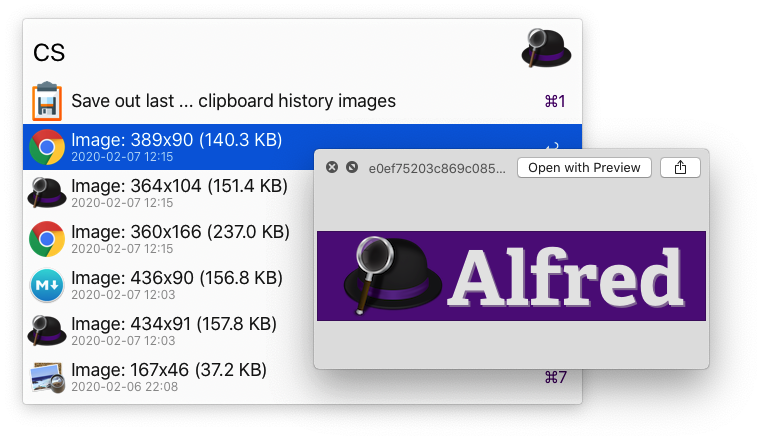 CS
Save out last ... clipboard history images ⌘1
Image: 389x90 (140.3 KB)
2020-02-07 12:15
e0ef75203c869c085... Open with Preview
Image: 364x104 (151.4 KB)
2020-02-07 12:15
Image: 360x166 (237.0 KB)
2020-02-07 12:15
Alfred
M
Image: 436x90 (156.8 KB)
2020-02-07 12:03
Image: 434x91 (157.8 KB)
2020-02-07 12:03
Image: 167x46 (37.2 KB) ⌘7
2020-02-06 22:08